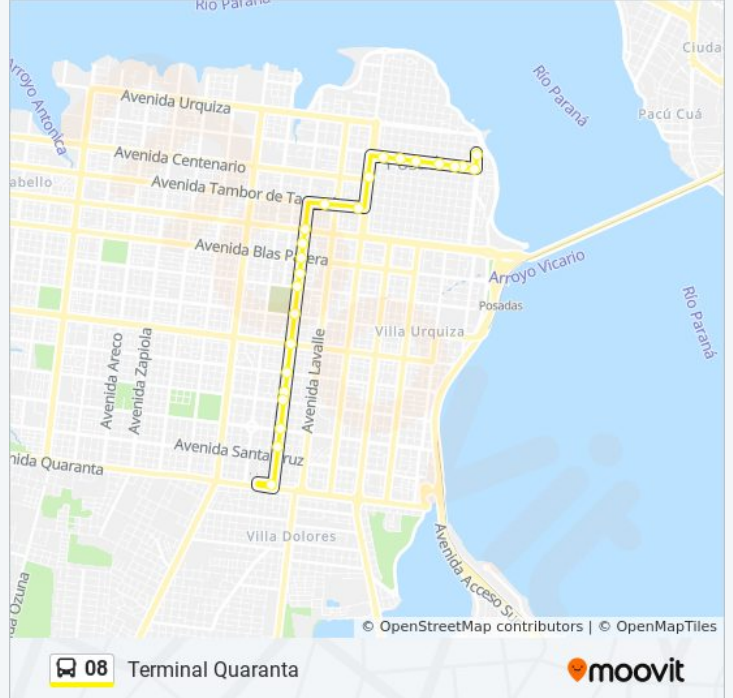 Río Paraná
Ciuda
Arroyo Antonica
Río Paraná
Avenida Urquiza
Pacú Cuá
Avenida Centenario
abello
Avenida Tambor de Ta
Avenida Blas Parera
Arroyo Vicario
Posadas
Río Paraná
Villa Urquiza
Avenida Areco
Avenida Zapiola
Avenida Lavalle
Avenida Santa Cruz
nida Quaranta
Villa Dolores
Avenida Acceso Su
da Ozuna
© OpenStreetMap contributors | © OpenMapTiles
08 Terminal Quaranta
moovit